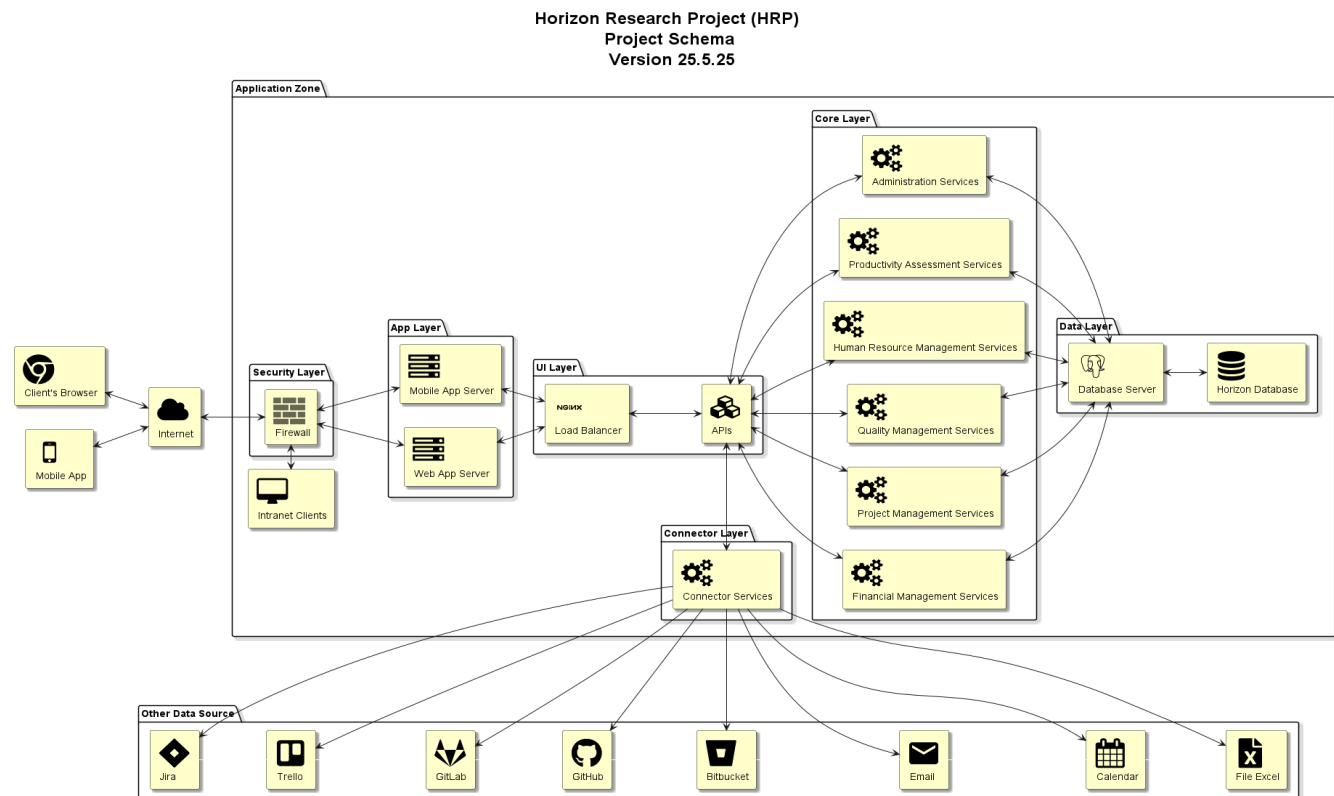 Horizon Research Project (HRP)
Project Schema
Version 25.5.25
Application Zone
Core Layer
Administration Services
Productivity Assessment Services
Human Resource Management Services
Quality Management Services
Project Management Services
Financial Management Services
Data Layer
Database Server
Horizon Database
App Layer
Mobile App Server
Web App Server
UI Layer
NGINX
Load Balancer
APIs
Security Layer
Firewall
Intranet Clients
Client's Browser
Internet
Mobile App
Connector Layer
Connector Services
Other Data Source
Jira
Trello
GitLab
GitHub
Bitbucket
Email
Calendar
X
File Excel